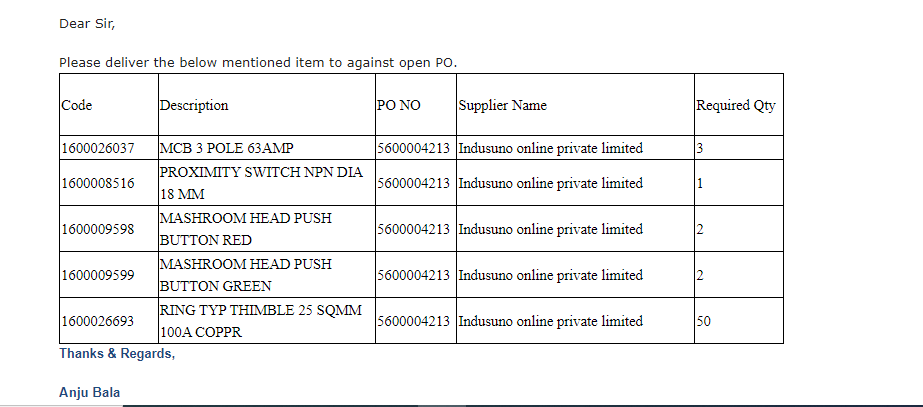 Dear Sir,
Please deliver the below mentioned item to against open PO.
Code Description PO NO Supplier Name Required Qty
1600026037 MCB 3 POLE 63AMP 5600004213 Indusuno online private limited 3
1600008516 PROXIMITY SWITCH NPN DIA 18 MM 5600004213 Indusuno online private limited 1
1600009598 MASHROOM HEAD PUSH BUTTON RED 5600004213 Indusuno online private limited 2
1600009599 MASHROOM HEAD PUSH BUTTON GREEN 5600004213 Indusuno online private limited 2
1600026693 RING TYP THIMBLE 25 SQMM 100A COPPR 5600004213 Indusuno online private limited 50
Thanks & Regards,
Anju Bala